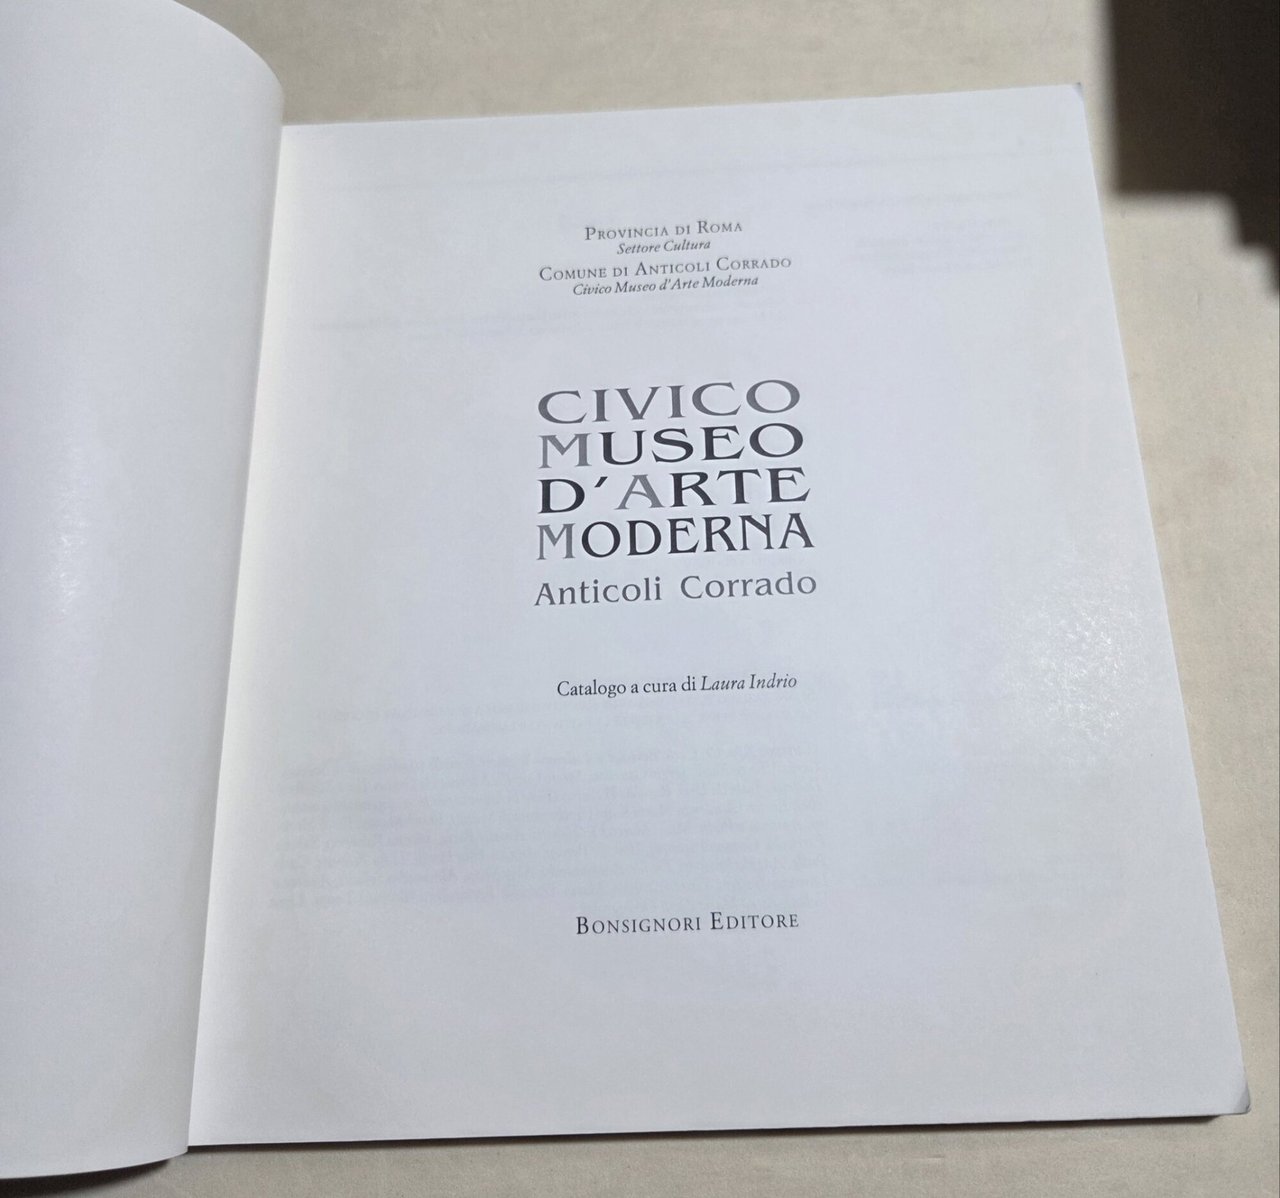 PROVINCIA DI ROMA
Settore Cultura
COMUNE DI ANTICOLI CORRADO
Civico Museo d'Arte Moderna
CIVICO
MUSEO
D'ARTE
MODERNA
Anticoli Corrado
Catalogo a cura di Laura Indrio
BONSIGNORI EDITORE